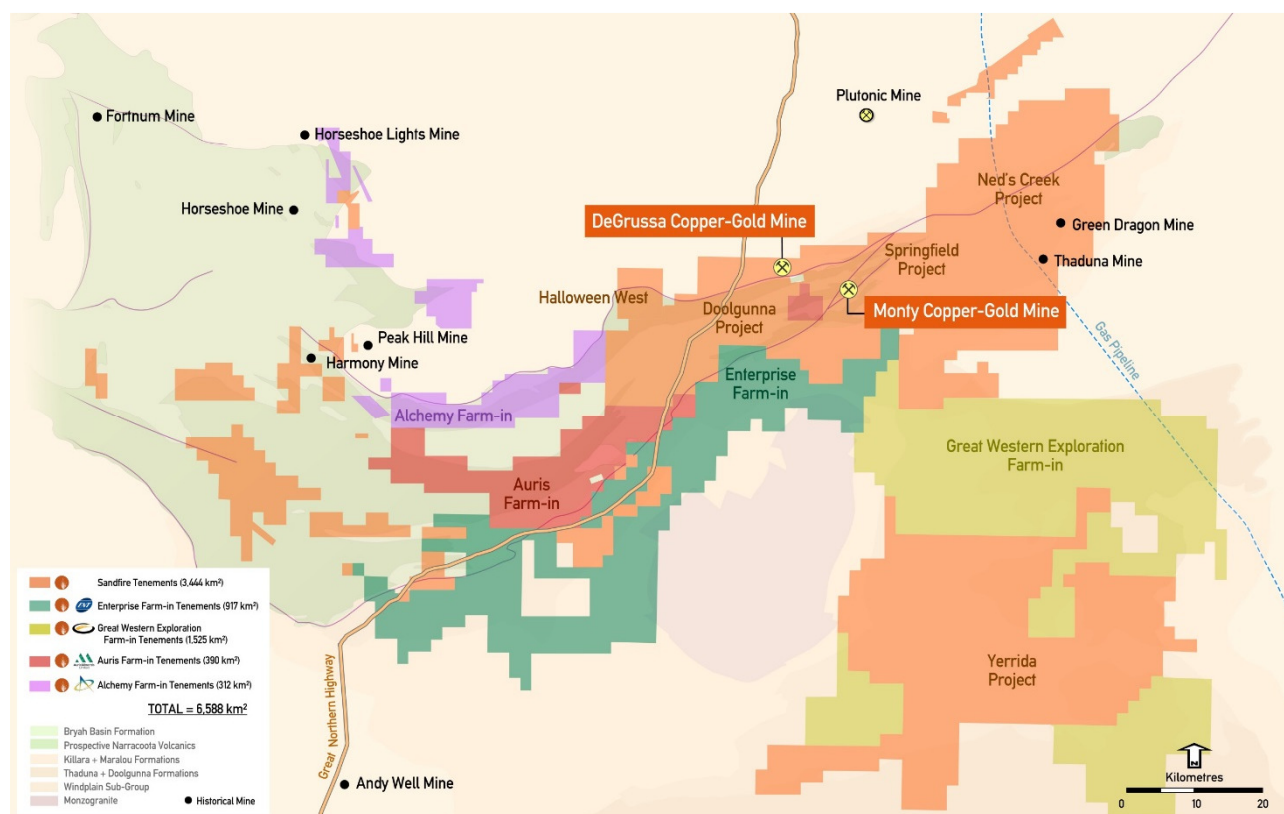 Fortnum Mine
Horseshoe Lights Mine
Plutonic Mine
Horseshoe Mine
Ned's Creek
Project
DeGrussa Copper-Gold Mine
Green Dragon Mine
Springfield
Project
Thaduna Mine
Halloween West
Doolgunna
Project
Monty Copper-Gold Mine
Peak Hill Mine
Harmony Mine
Gas Pipeline
Enterprise
Farm-in
Alchemy Farm-in
Great Western Exploration
Farm-in
Auris
Farm-in
Yerrida
Project
Great Northern Highway
Andy Well Mine
Sandfire Tenements (3,444 km²)
Enterprise Farm-in Tenements (917 km²)
Great Western Exploration
Farm-in Tenements (1,525 km²)
Auris Farm-in Tenements (390 km²)
Alchemy Farm-in Tenements (312 km²)
TOTAL = 6,588 km²
Bryah Basin Formation
Prospective Narracoota Volcanics
Killara + Maralou Formations
Thaduna + Doolgunna Formations
Windplain Sub-Group
Monzogranite
Historical Mine
N
Kilometres
0 10 20